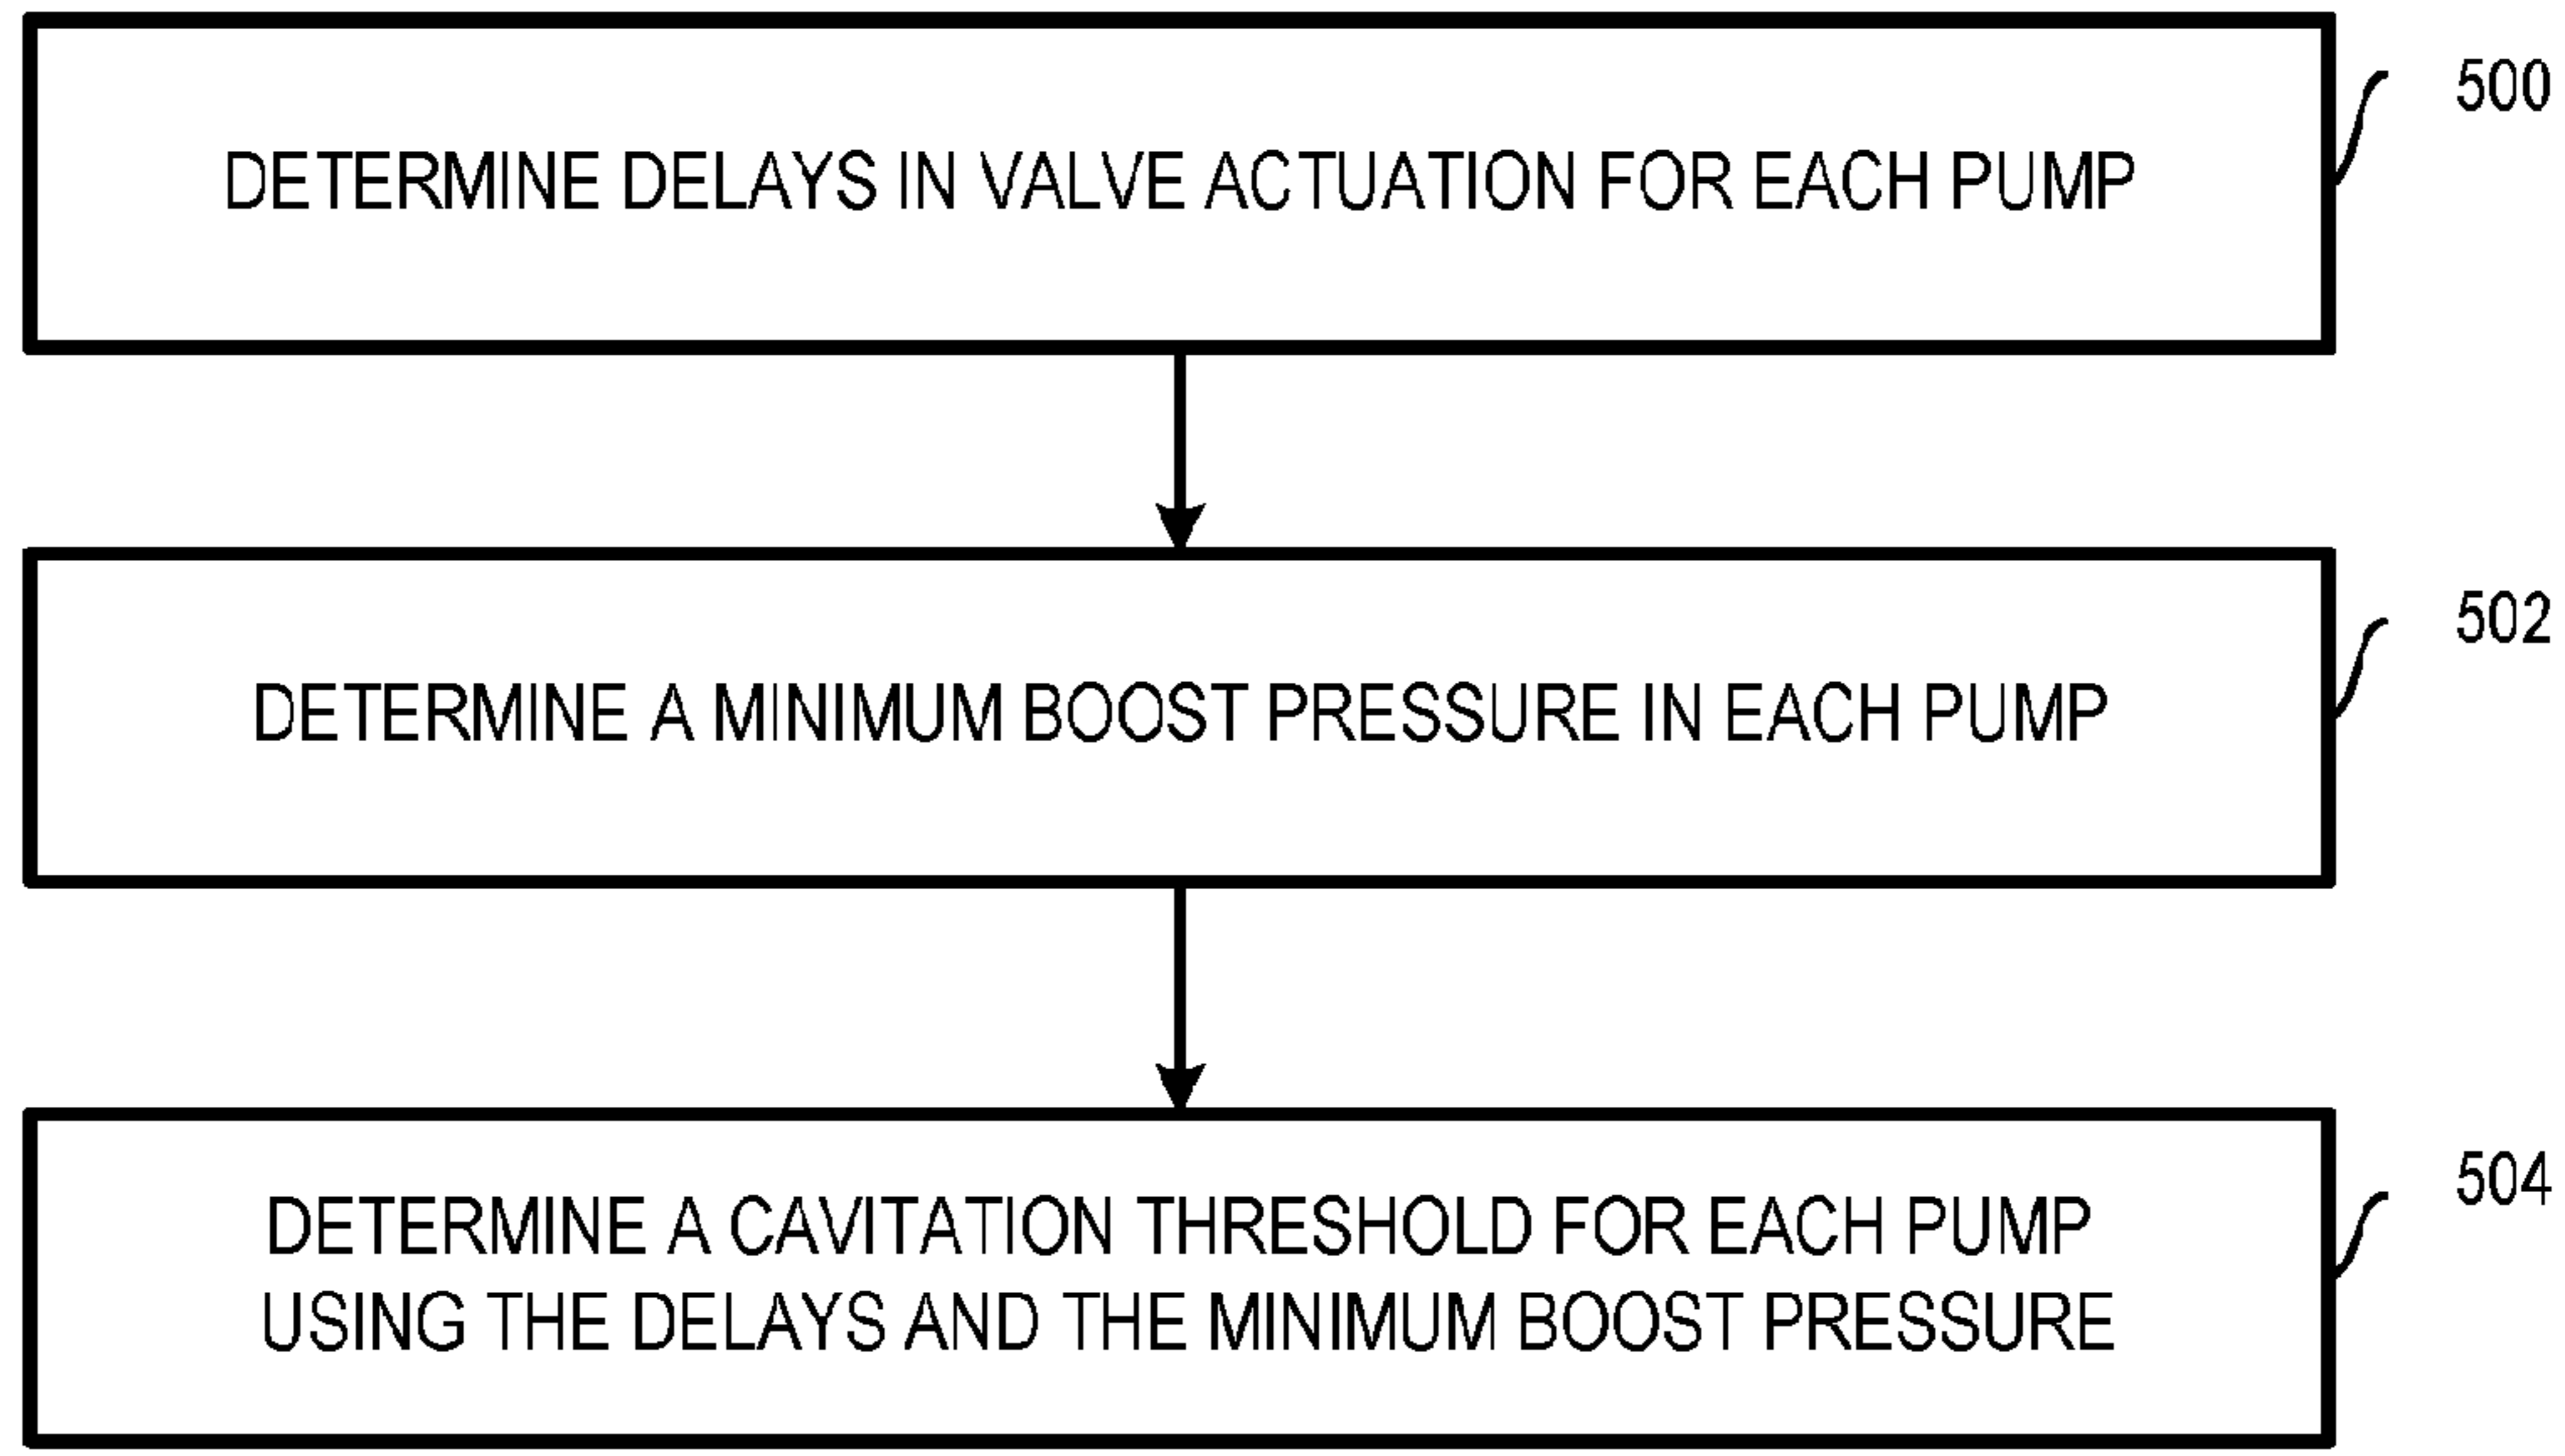 DETERMINE DELAYS IN VALVE ACTUATION FOR EACH PUMP
500
DETERMINE A MINIMUM BOOST PRESSURE IN EACH PUMP
502
DETERMINE A CAVITATION THRESHOLD FOR EACH PUMP
USING THE DELAYS AND THE MINIMUM BOOST PRESSURE
504